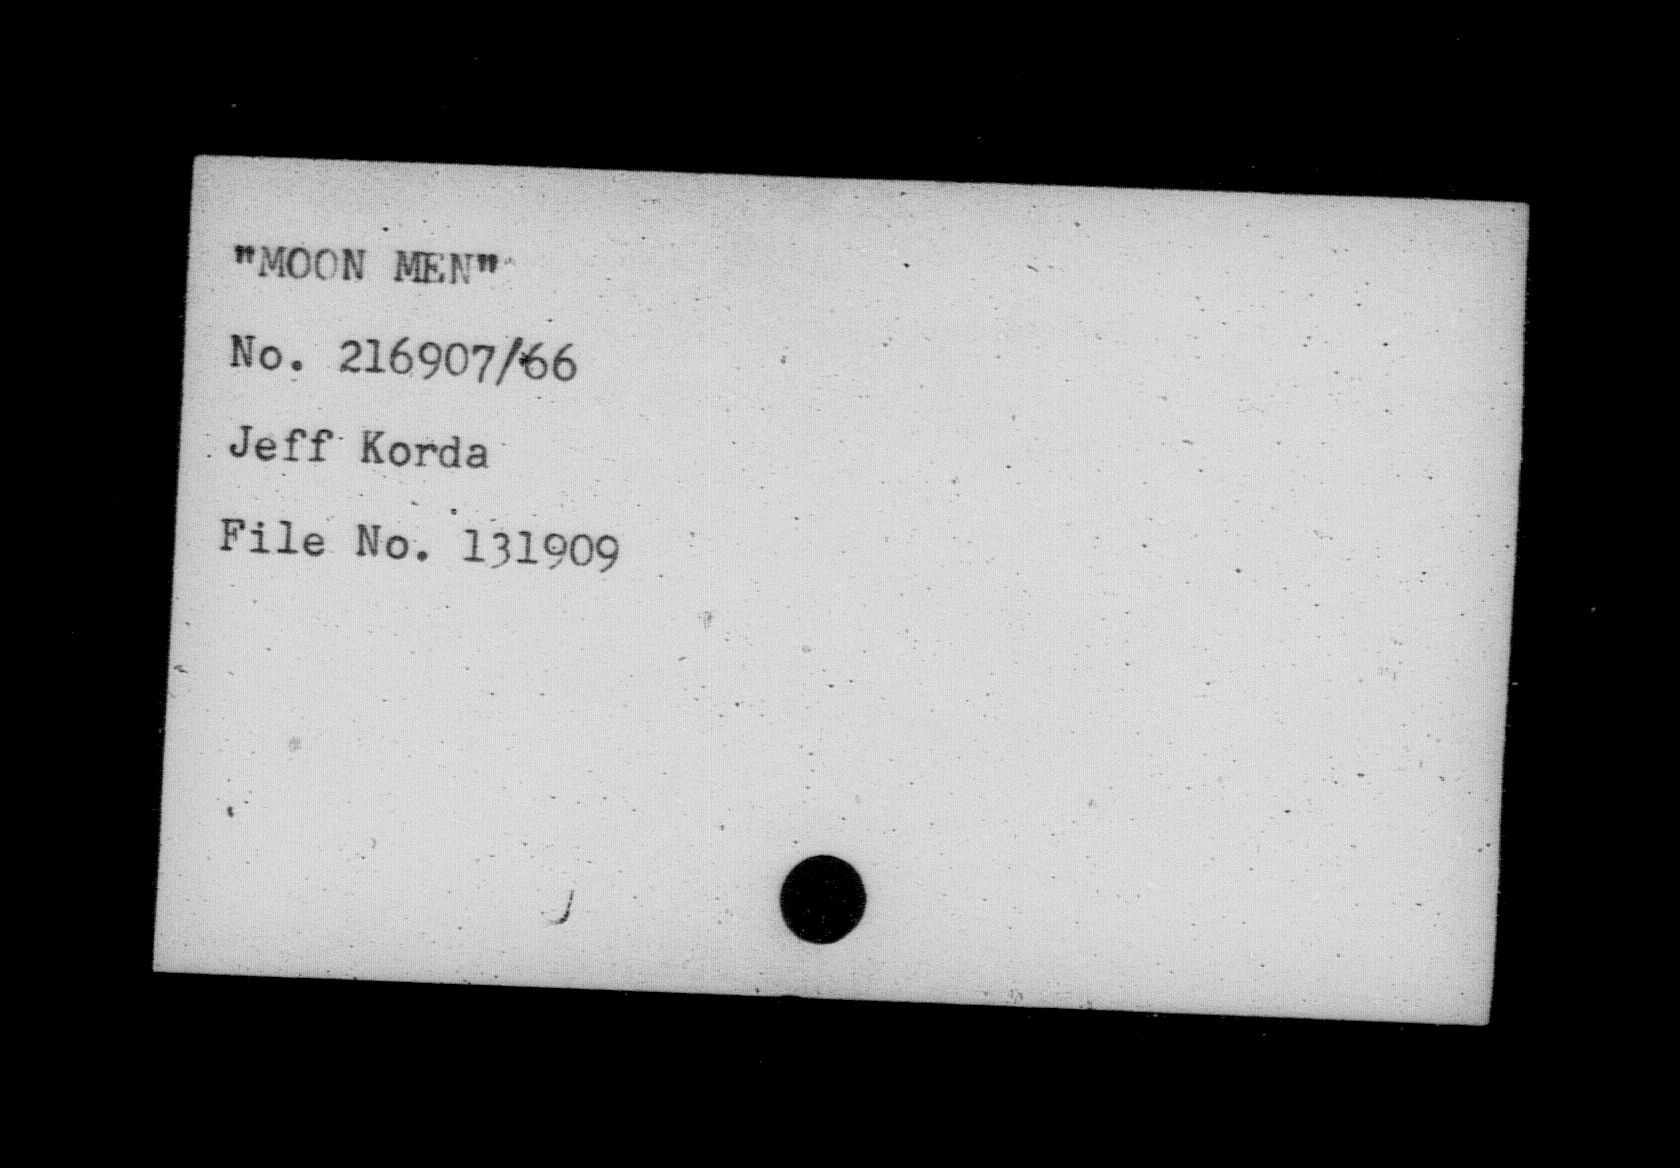 "MOON MEN"
No. 216907/66
Jeff Korda
File No. 131909